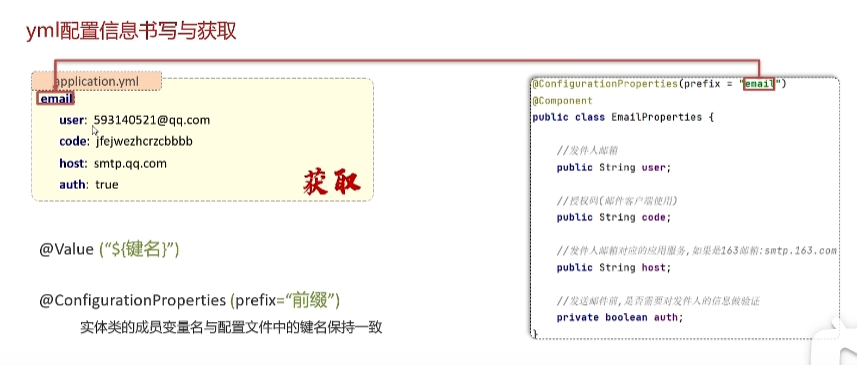 yml配置信息书写与获取
application.yml
email:
user: 593140521@qq.com
code: jfejwezhcrzcbbbb
host: smtp.qq.com
auth: true
获取
@Value (“${键名}”)
@ConfigurationProperties (prefix=“前缀”)
实体类的成员变量名与配置文件中的键名保持一致
@ConfigurationProperties(prefix = "email")
@Component
public class EmailProperties {
//发件人邮箱
public String user;
//授权码(邮件客户端使用)
public String code;
//发件人邮箱对应的应用服务,如果是163邮箱:smtp.163.com
public String host;
//发送邮件前,是否需要对发件人的信息做验证
private boolean auth;
}